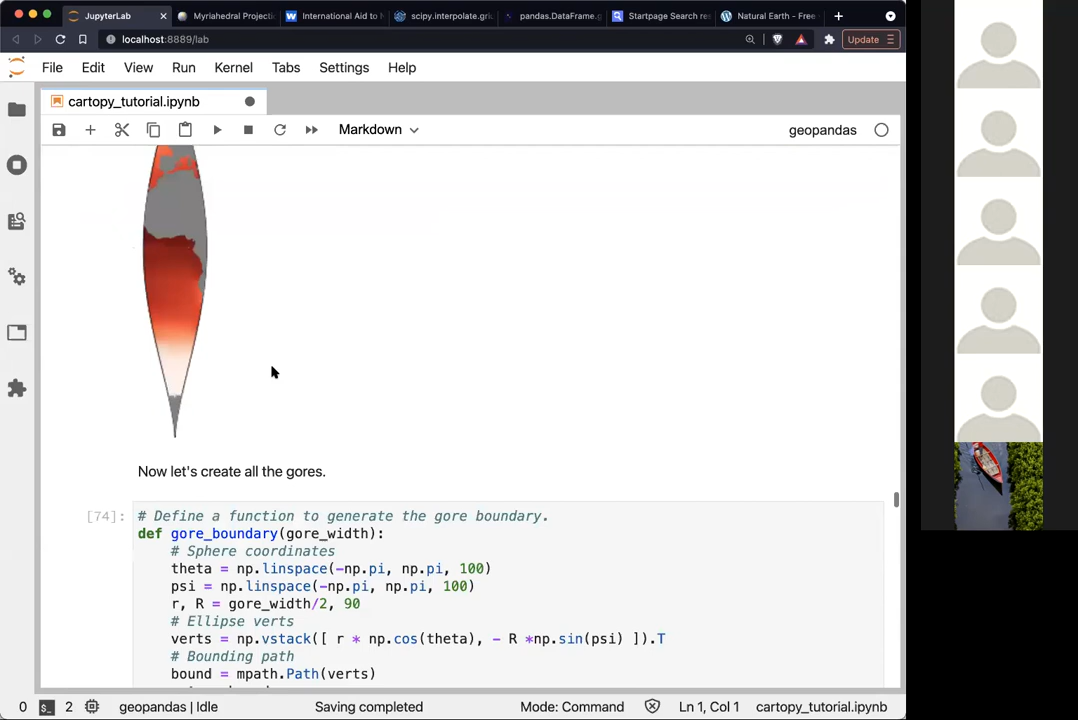 JupyterLab
Myriahedral Projecti
International Aid to I
scipy.interpolate.gri
pandas.DataFrame.g
Startpage Search res
Natural Earth - Free
localhost:8889/lab
Update
File Edit View Run Kernel Tabs Settings Help
cartopy_tutorial.ipynb
Markdown
geopandas
Now let's create all the gores.
[74]:
# Define a function to generate the gore boundary.
def gore_boundary(gore_width):
# Sphere coordinates
theta = np.linspace(-np.pi, np.pi, 100)
psi = np.linspace(-np.pi, np.pi, 100)
r, R = gore_width/2, 90
# Ellipse verts
verts = np.vstack([ r * np.cos(theta), - R *np.sin(psi) ]).T
# Bounding path
bound = mpath.Path(verts)
0 $_ 2 geopandas | Idle Saving completed Mode: Command Ln 1, Col 1 cartopy_tutorial.ipynb